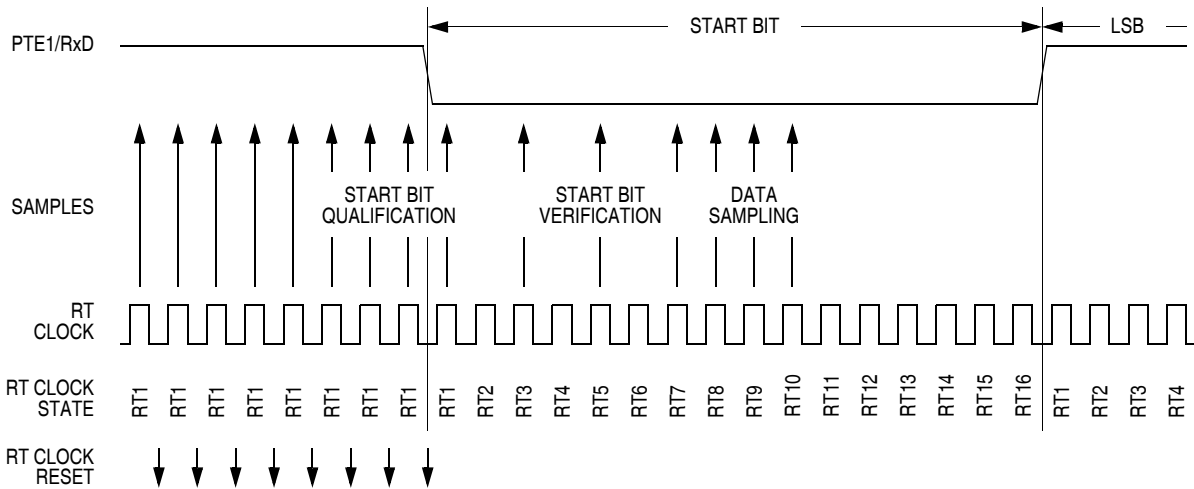 START BIT
LSB
PTE1/RxD
SAMPLES
START BIT
QUALIFICATION
START BIT
VERIFICATION
DATA
SAMPLING
RT
CLOCK
RT CLOCK
STATE
RT1 RT1 RT1 RT1 RT1 RT1 RT1 RT1 RT1 RT2 RT3 RT4 RT5 RT6 RT7 RT8 RT9 RT10 RT11 RT12 RT13 RT14 RT15 RT16 RT1 RT2 RT3 RT4
RT CLOCK
RESET